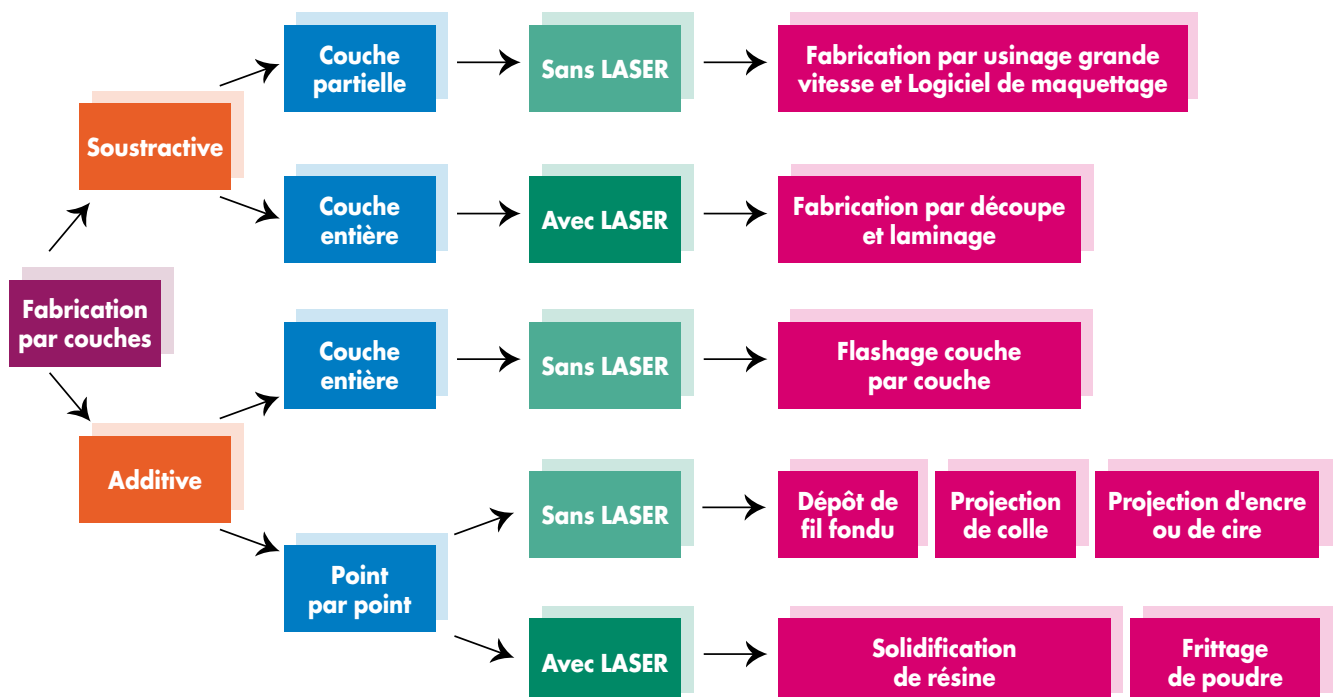 Couche
partielle
Sans LASER
Fabrication par usinage grande
vitesse et Logiciel de maquettage
Soustractive
Couche
entière
Avec LASER
Fabrication par découpe
et laminage
Fabrication
par couches
Couche
entière
Sans LASER
Flashage couche
par couche
Additive
Sans LASER
Dépôt de
fil fondu
Projection
de colle
Projection d'encre
ou de cire
Point
par point
Avec LASER
Solidification
de résine
Frittage
de poudre